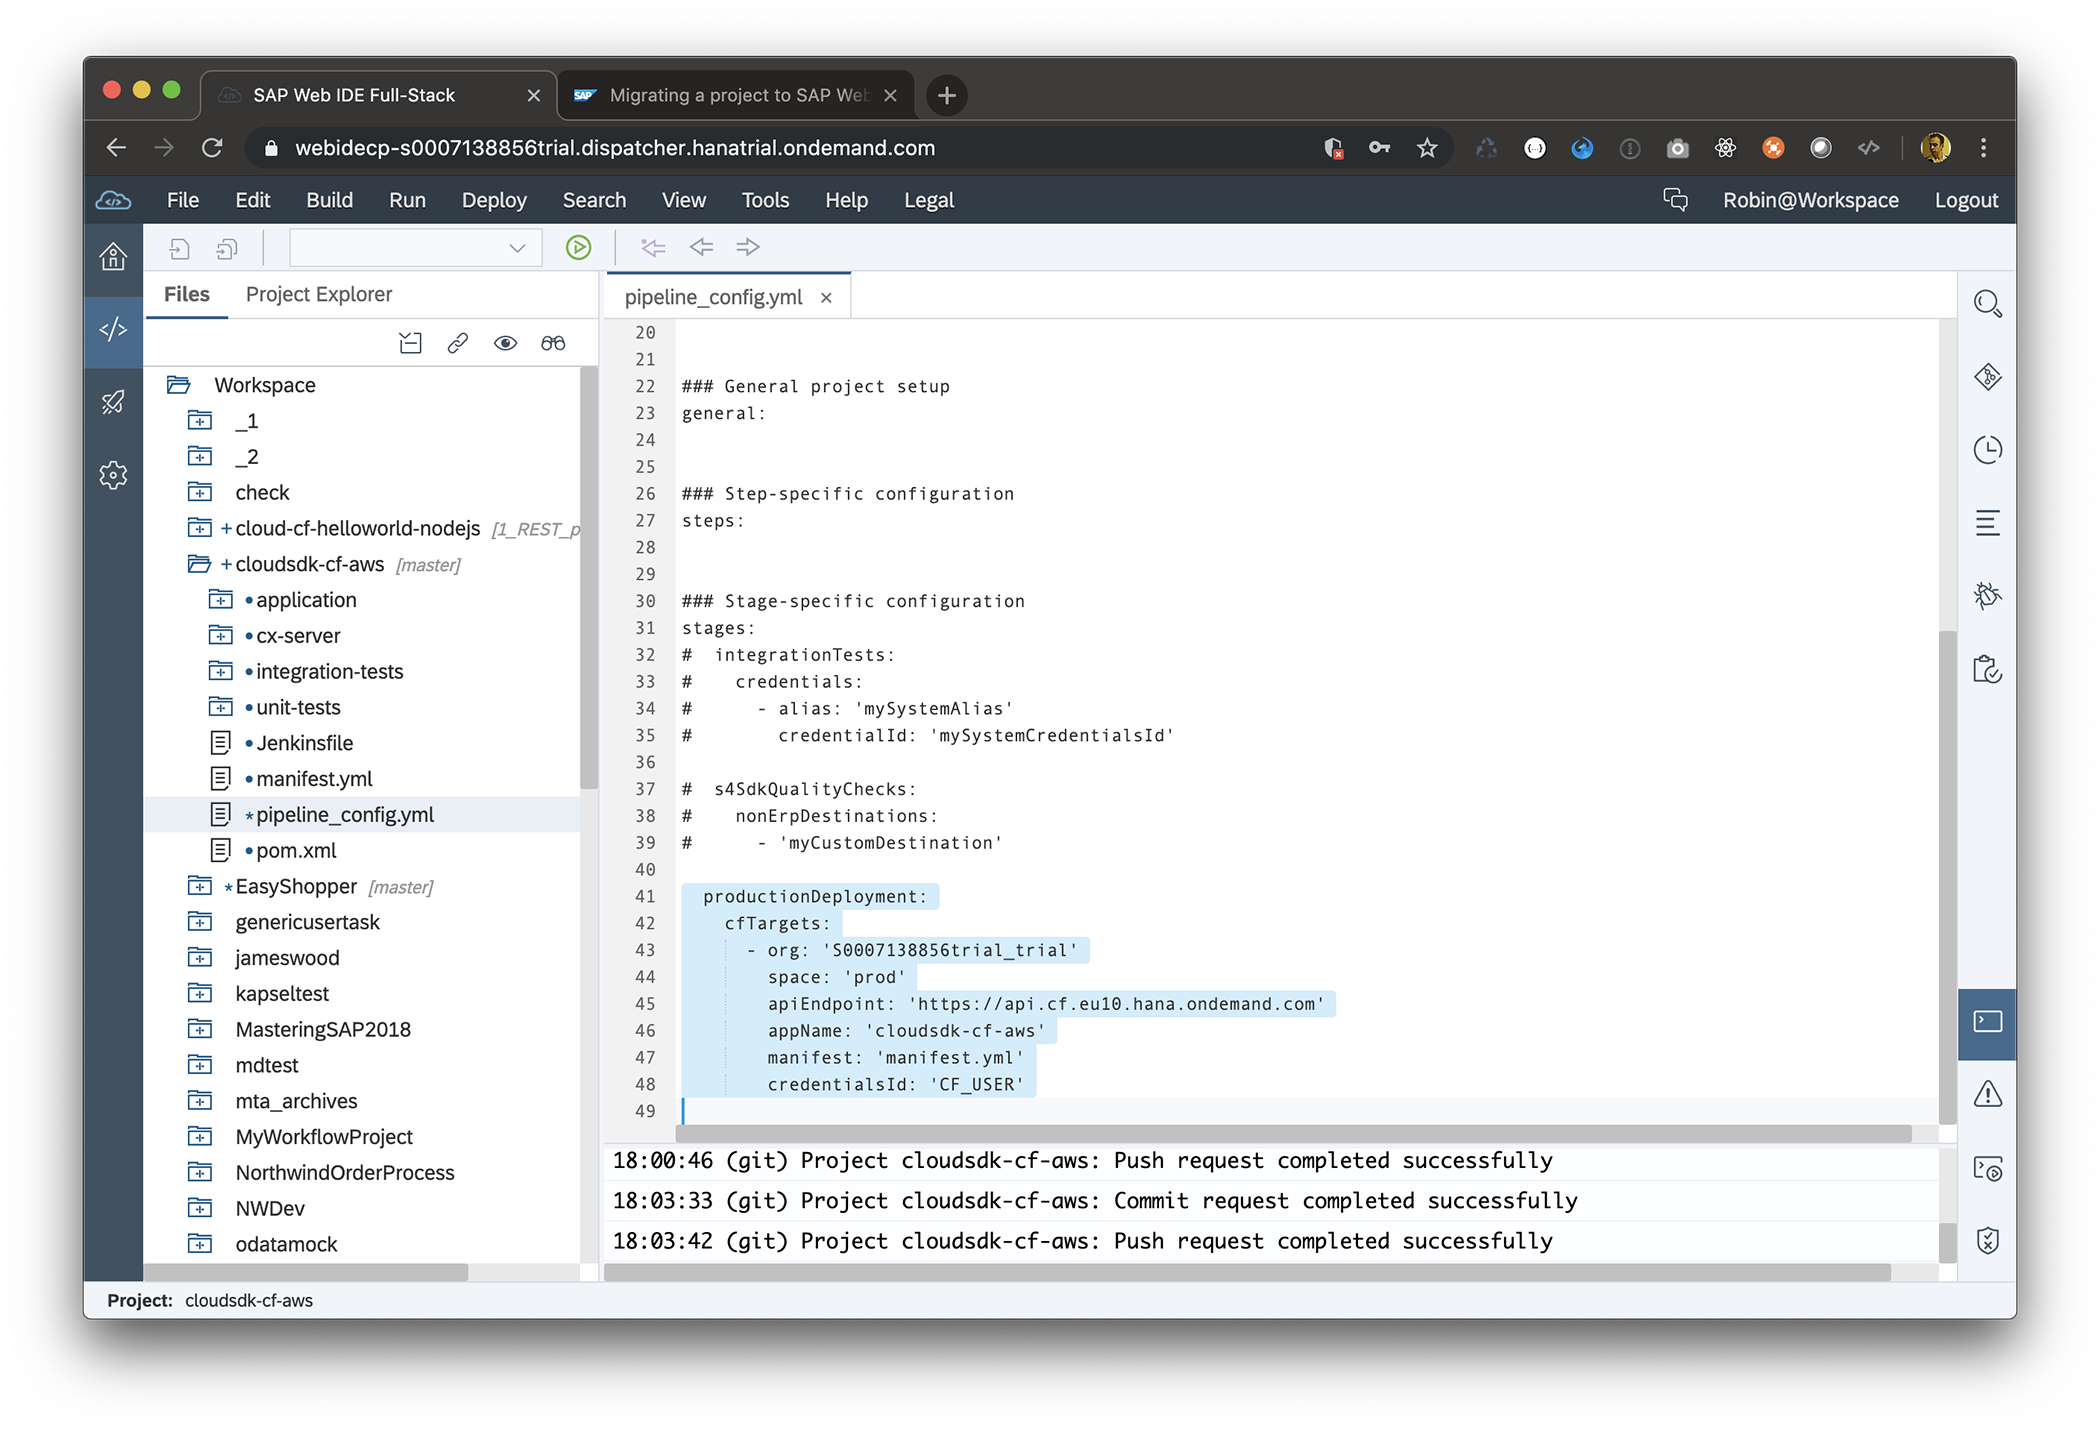 SAP Web IDE Full-Stack
SAP Migrating a project to SAP Web
webidecp-s0007138856trial.dispatcher.hanatrial.ondemand.com
File Edit Build Run Deploy Search View Tools Help Legal Robin@Workspace Logout
Files Project Explorer
Workspace
_1
_2
check
+ cloud-cf-helloworld-nodejs [1_REST_p
+ cloudsdk-cf-aws [master]
application
cx-server
integration-tests
unit-tests
Jenkinsfile
manifest.yml
* pipeline_config.yml
pom.xml
* EasyShopper [master]
genericusertask
jameswood
kapseltest
MasteringSAP2018
mdtest
mta_archives
MyWorkflowProject
NorthwindOrderProcess
NWDev
odatamock
pipeline_config.yml
20
21
22 ### General project setup
23 general:
24
25
26 ### Step-specific configuration
27 steps:
28
29
30 ### Stage-specific configuration
31 stages:
32 #  integrationTests:
33 #    credentials:
34 #      - alias: 'mySystemAlias'
35 #        credentialId: 'mySystemCredentialsId'
36
37 #  s4SdkQualityChecks:
38 #    nonErpDestinations:
39 #      - 'myCustomDestination'
40
41   productionDeployment:
42     cfTargets:
43       - org: 'S0007138856trial_trial'
44         space: 'prod'
45         apiEndpoint: 'https://api.cf.eu10.hana.ondemand.com'
46         appName: 'cloudsdk-cf-aws'
47         manifest: 'manifest.yml'
48         credentialsId: 'CF_USER'
49
18:00:46 (git) Project cloudsdk-cf-aws: Push request completed successfully
18:03:33 (git) Project cloudsdk-cf-aws: Commit request completed successfully
18:03:42 (git) Project cloudsdk-cf-aws: Push request completed successfully
Project: cloudsdk-cf-aws